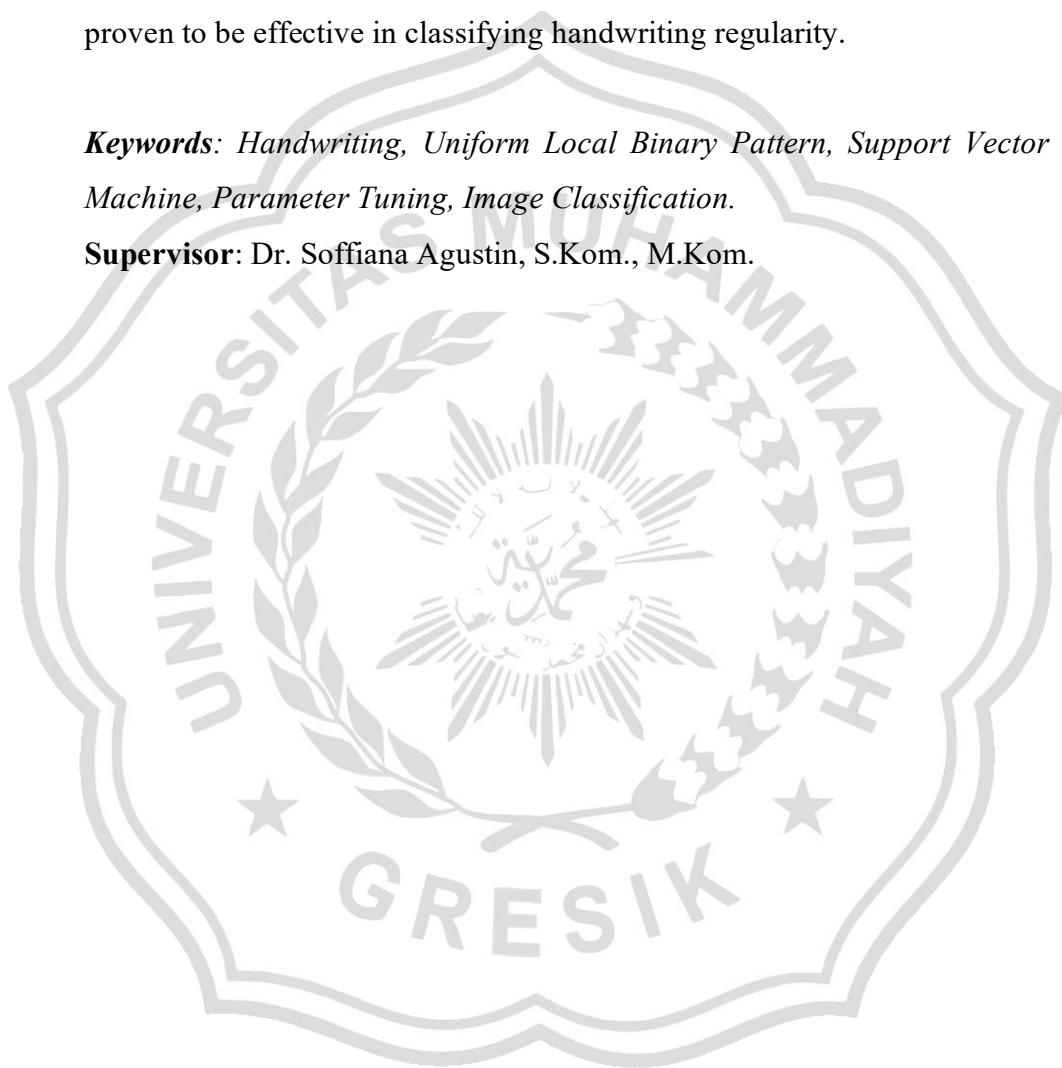 proven to be effective in classifying handwriting regularity.
Keywords: Handwriting, Uniform Local Binary Pattern, Support Vector
Machine, Parameter Tuning, Image Classification.
Supervisor: Dr. Soffiana Agustin, S.Kom., M.Kom.
UNIVERSITAS MUHAMMADIYAH
GRESIK